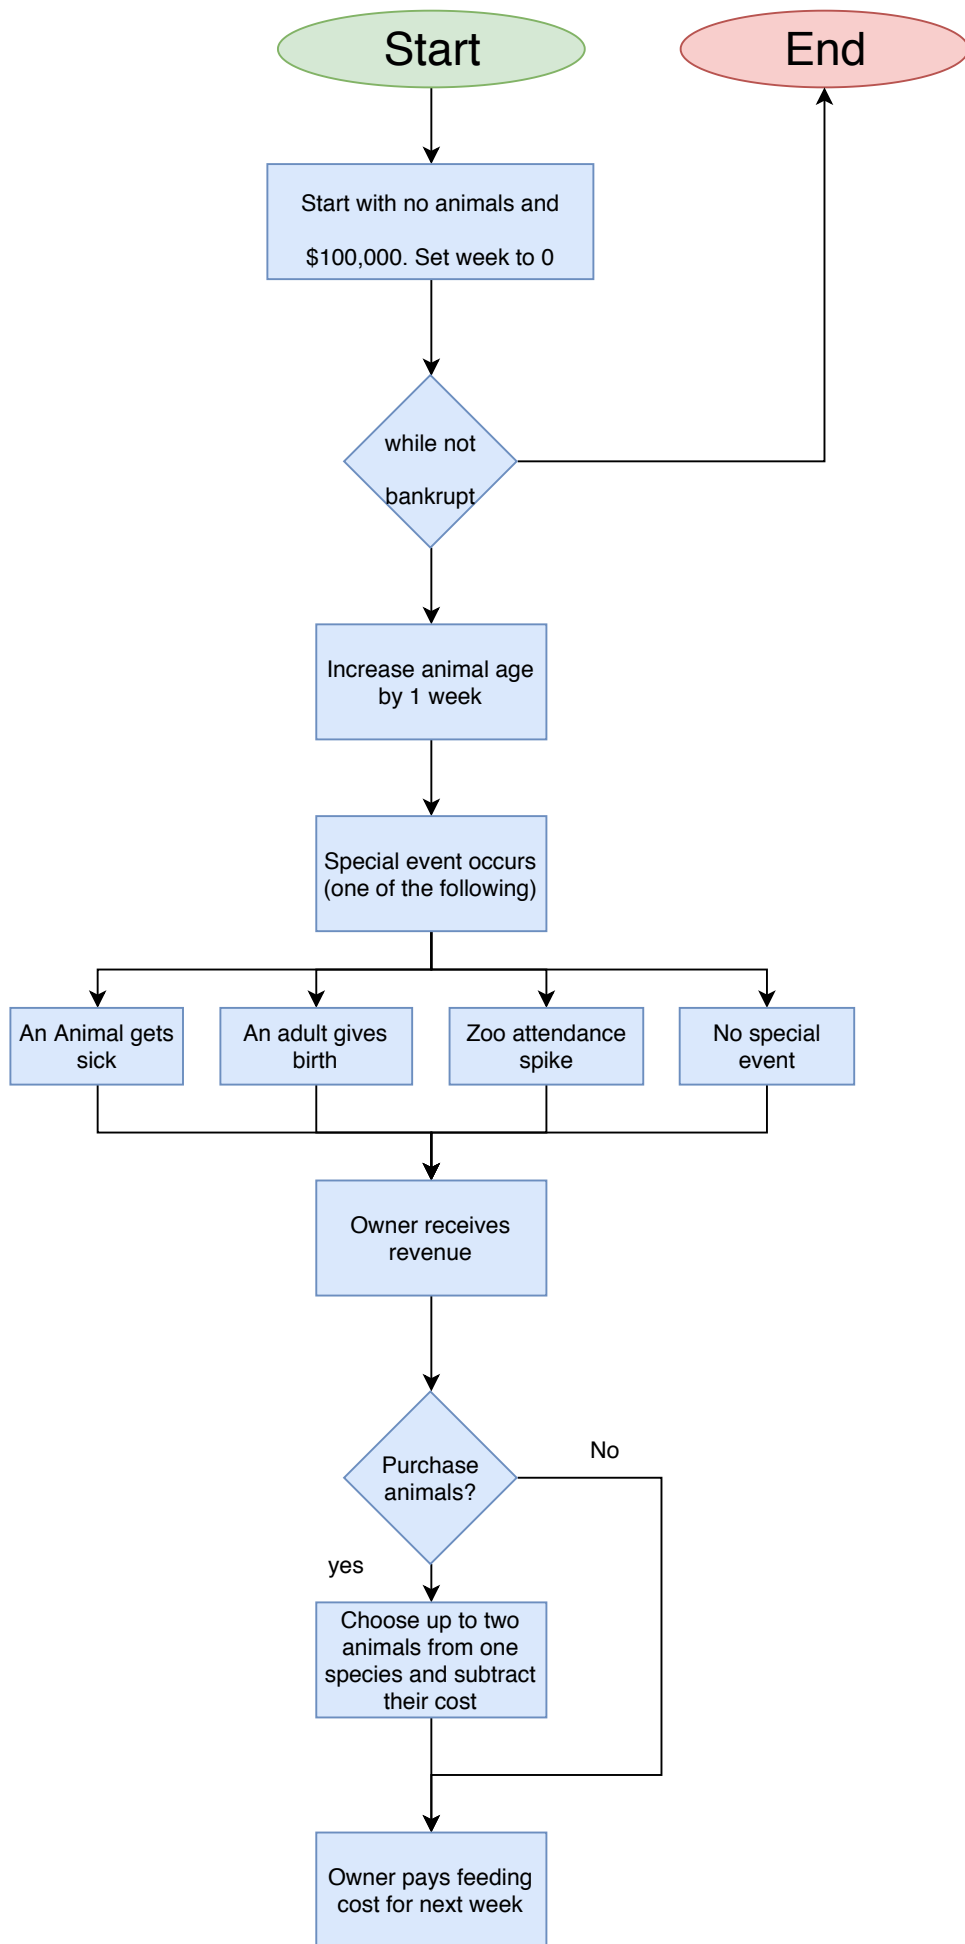 Start
End
Start with no animals and
$100,000. Set week to 0
while not
bankrupt
Increase animal age
by 1 week
Special event occurs
(one of the following)
An Animal gets
sick
An adult gives
birth
Zoo attendance
spike
No special
event
Owner receives
revenue
Purchase
animals?
No
yes
Choose up to two
animals from one
species and subtract
their cost
Owner pays feeding
cost for next week